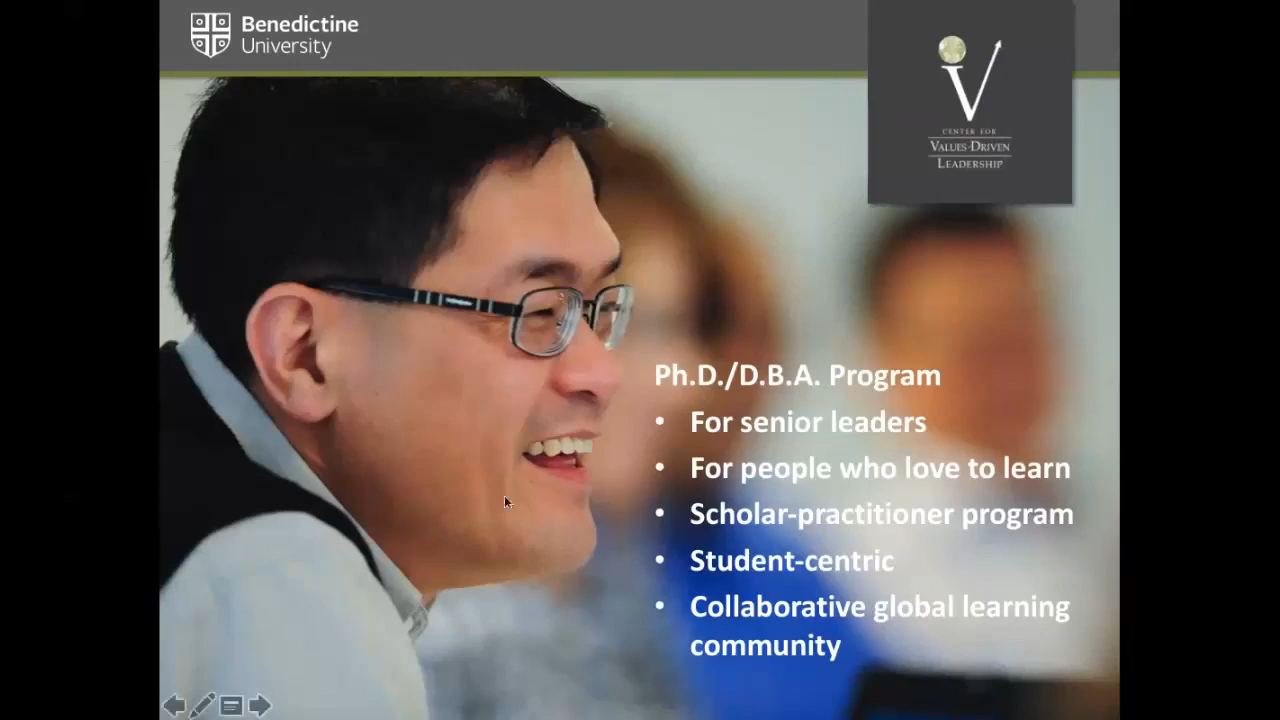 Benedictine
University
V
CENTER FOR
VALUES-DRIVEN
LEADERSHIP
Ph.D./D.B.A. Program
• For senior leaders
• For people who love to learn
• Scholar-practitioner program
• Student-centric
• Collaborative global learning
community